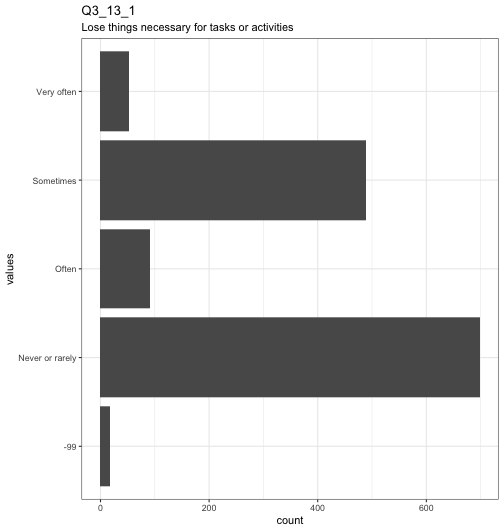 Q3_13_1
Lose things necessary for tasks or activities
values
Very often
Sometimes
Often
Never or rarely
-99
0 200 400 600
count